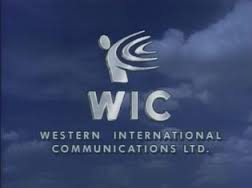 WIC
WESTERN INTERNATIONAL
COMMUNICATIONS LTD.